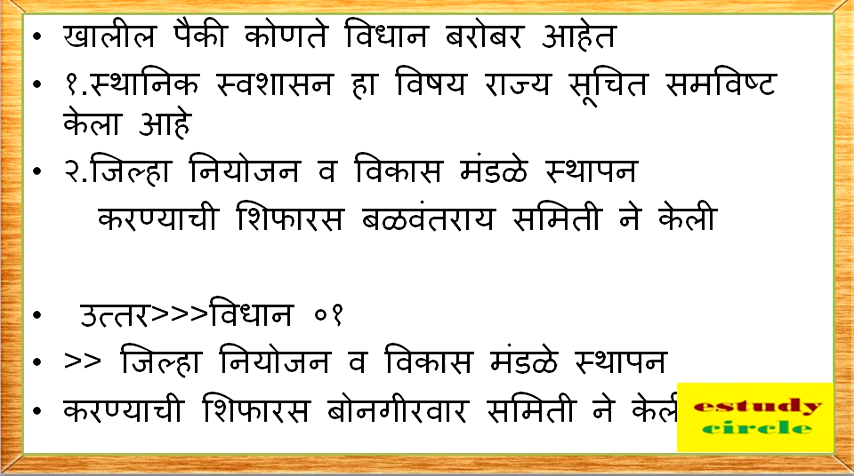 • खालील पैकी कोणते विधान बरोबर आहेत
• १.स्थानिक स्वशासन हा विषय राज्य सूचित समविष्ट
केला आहे
• २.जिल्हा नियोजन व विकास मंडळे स्थापन
करण्याची शिफारस बळवंतराय समिती ने केली
• उत्तर>>>विधान ०१
• >> जिल्हा नियोजन व विकास मंडळे स्थापन
• करण्याची शिफारस बोनगीरवार समिती ने केली
estudy
circle